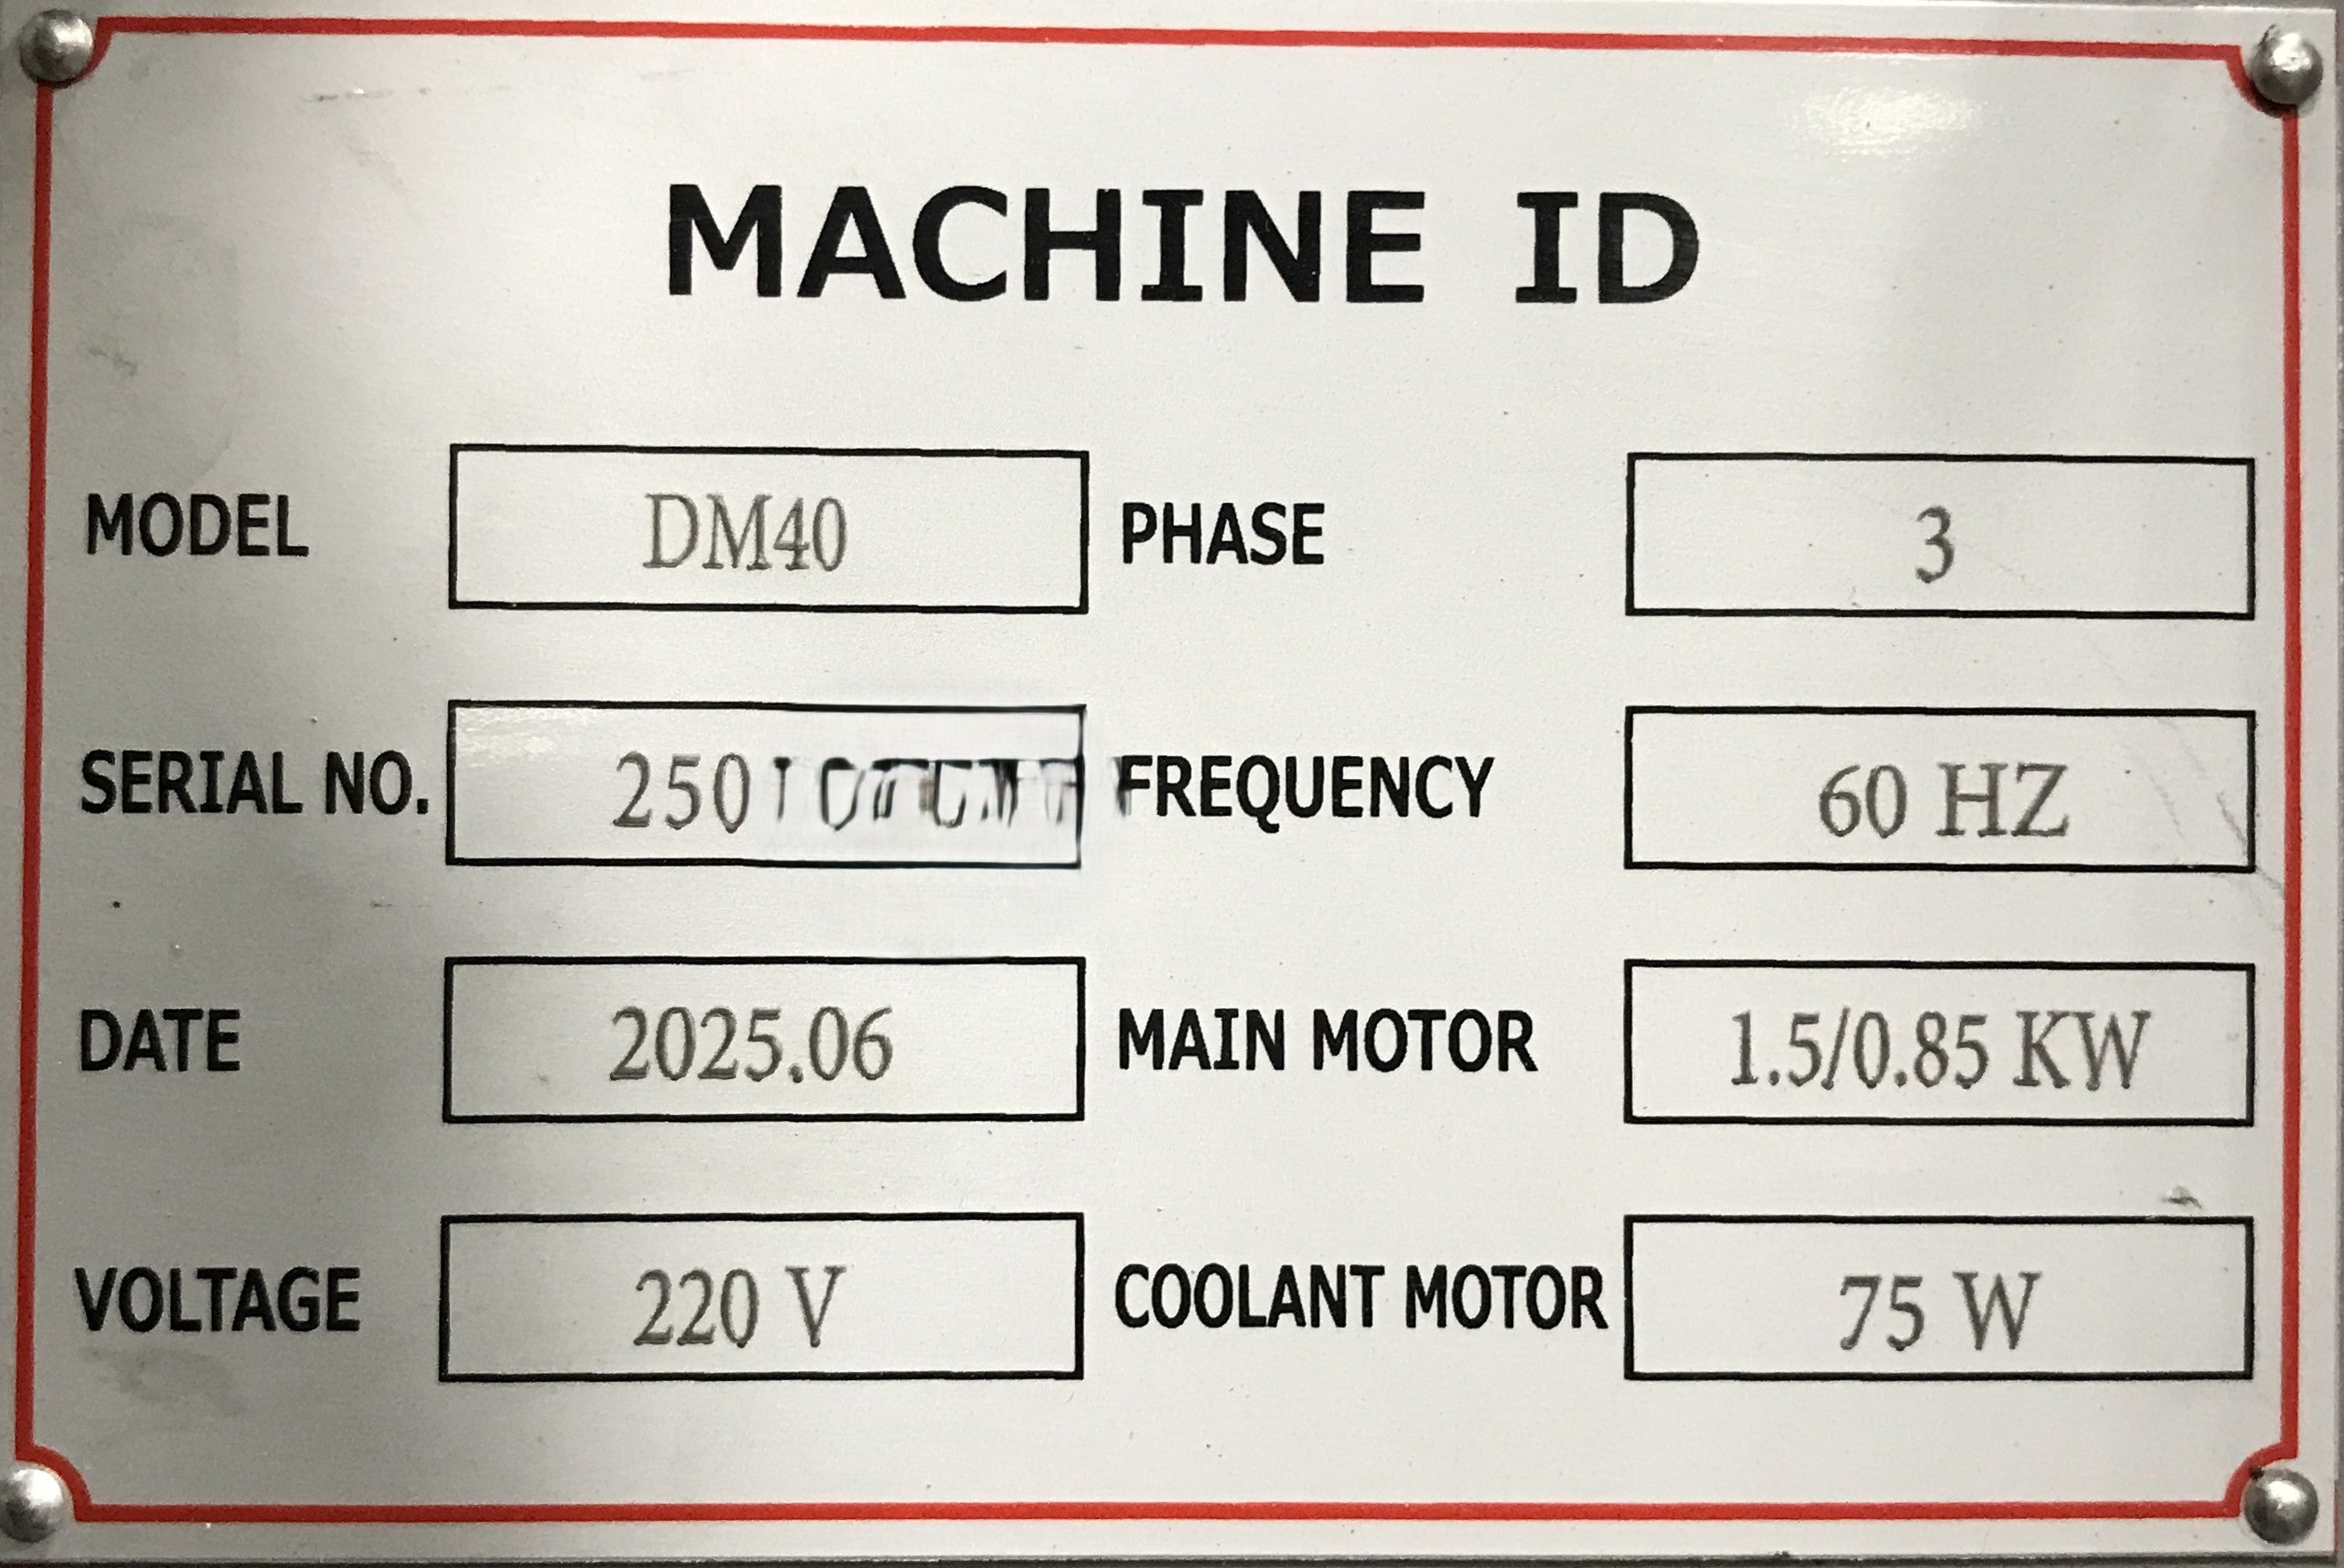 MACHINE ID
MODEL DM40 PHASE 3
SERIAL NO. FREQUENCY 60 HZ
DATE 2025.06 MAIN MOTOR 1.5/0.85 KW
VOLTAGE 220 V COOLANT MOTOR 75 W